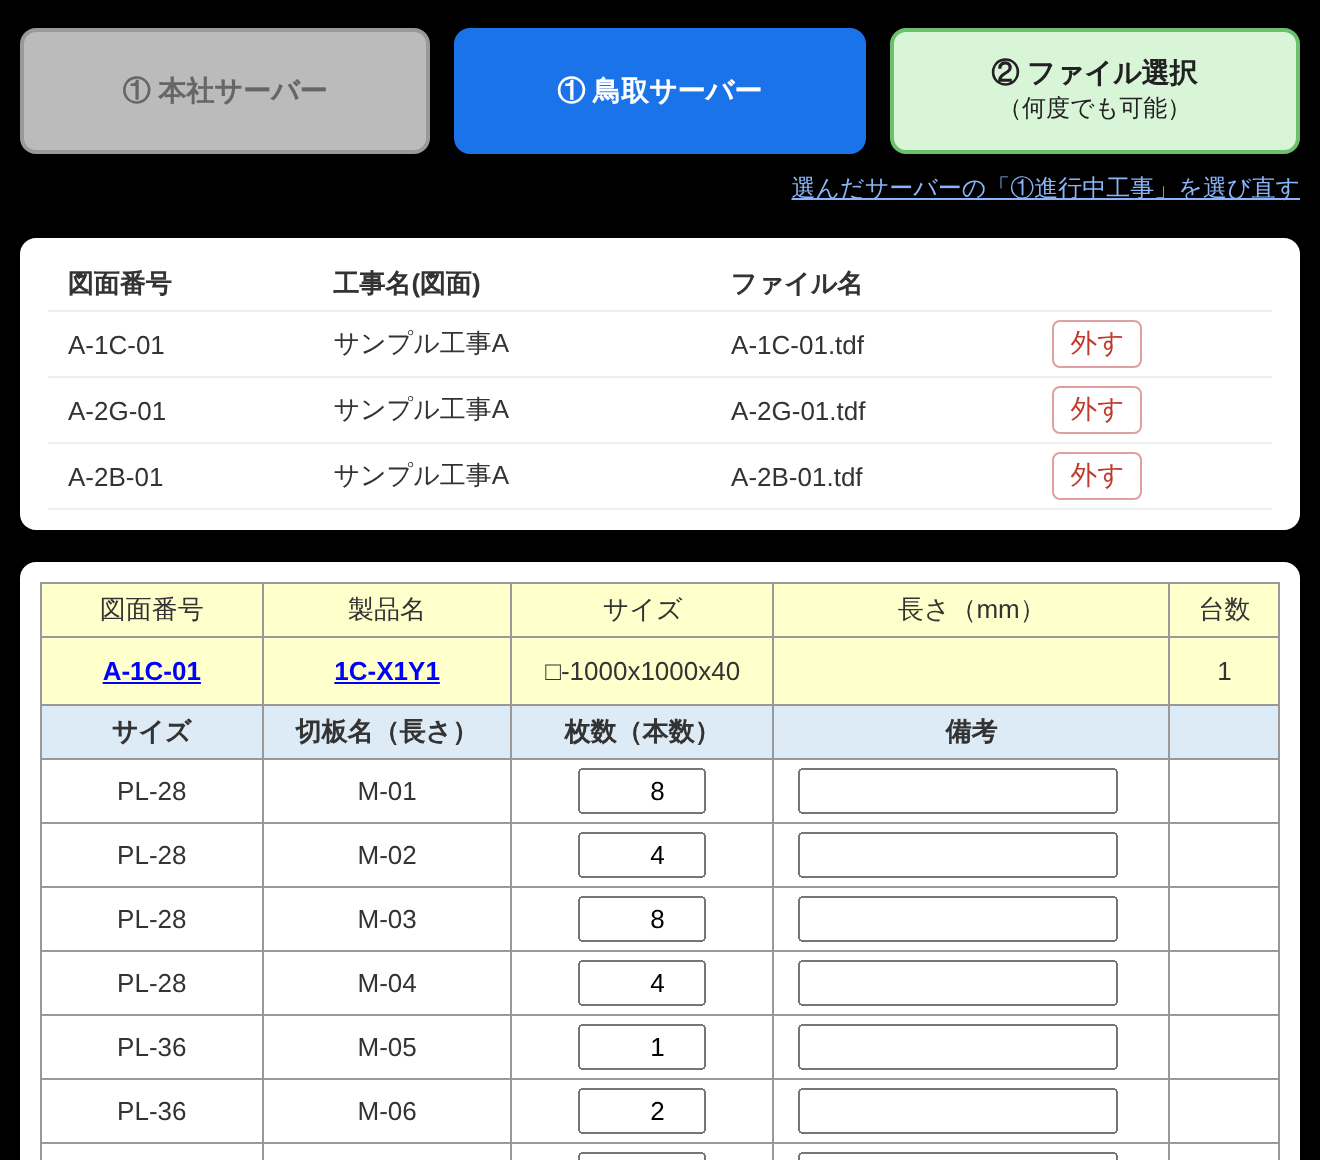 ① 本社サーバー
① 鳥取サーバー
② ファイル選択
（何度でも可能）
選んだサーバーの「①進行中工事」を選び直す
図面番号 工事名(図面) ファイル名
A-1C-01 サンプル工事A A-1C-01.tdf 外す
A-2G-01 サンプル工事A A-2G-01.tdf 外す
A-2B-01 サンプル工事A A-2B-01.tdf 外す
図面番号 製品名 サイズ 長さ（mm） 台数
A-1C-01 1C-X1Y1 □-1000x1000x40 1
サイズ 切板名（長さ） 枚数（本数） 備考
PL-28 M-01 8
PL-28 M-02 4
PL-28 M-03 8
PL-28 M-04 4
PL-36 M-05 1
PL-36 M-06 2